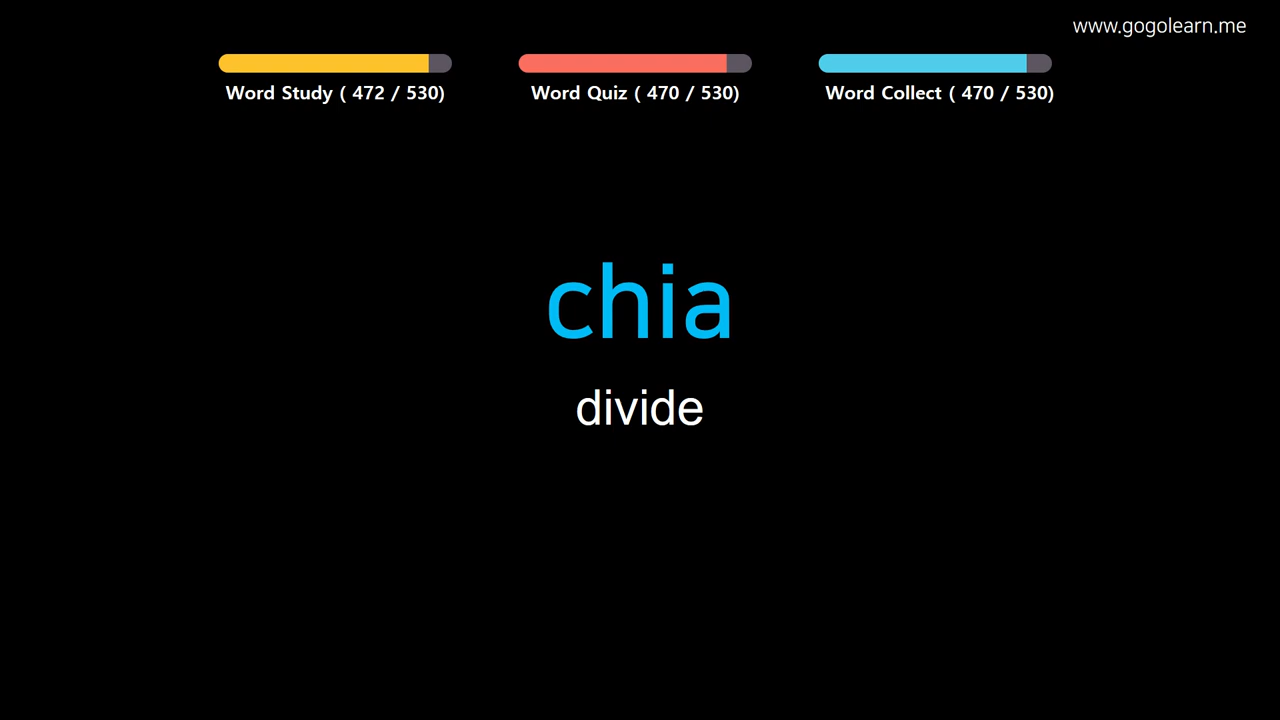 www.gogolearn.me
Word Study ( 472 / 530)
Word Quiz ( 470 / 530)
Word Collect ( 470 / 530)
chia
divide